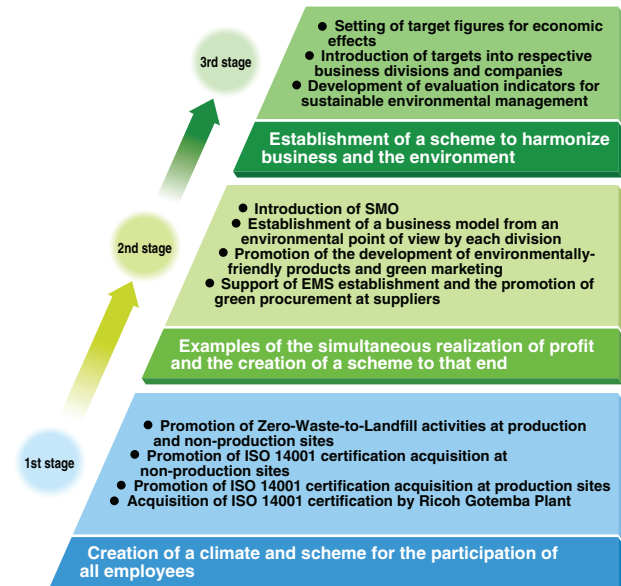 ● Setting of target figures for economic
effects
● Introduction of targets into respective
business divisions and companies
● Development of evaluation indicators for
sustainable environmental management
3rd stage
Establishment of a scheme to harmonize
business and the environment
● Introduction of SMO
● Establishment of a business model from an
environmental point of view by each division
● Promotion of the development of environmentally-
friendly products and green marketing
● Support of EMS establishment and the promotion of
green procurement at suppliers
2nd stage
Examples of the simultaneous realization of profit
and the creation of a scheme to that end
● Promotion of Zero-Waste-to-Landfill activities at production
and non-production sites
● Promotion of ISO 14001 certification acquisition at
non-production sites
● Promotion of ISO 14001 certification acquisition at production sites
● Acquisition of ISO 14001 certification by Ricoh Gotemba Plant
1st stage
Creation of a climate and scheme for the participation of
all employees